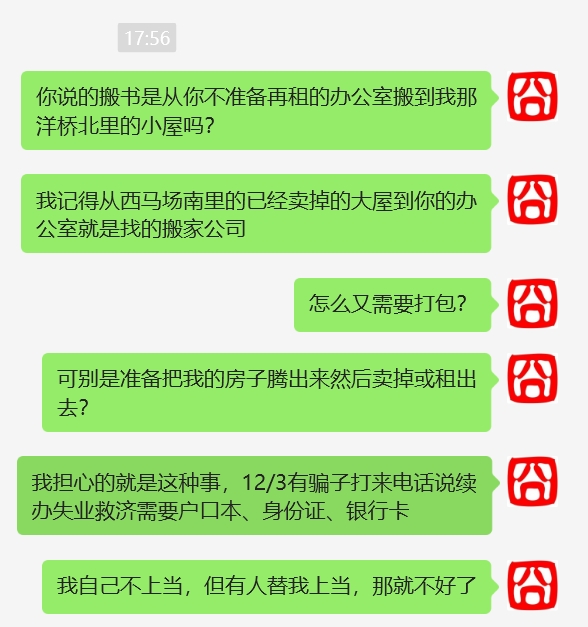 17:56
你说的搬书是从你不准备再租的办公室搬到我那
洋桥北里的小屋吗？
囧
我记得从西马场南里的已经卖掉的大屋到你的办
公室就是找的搬家公司
囧
怎么又需要打包？
囧
可别是准备把我的房子腾出来然后卖掉或租出
去？
囧
我担心的就是这种事，12/3有骗子打来电话说续
办失业救济需要户口本、身份证、银行卡
囧
我自己不上当，但有人替我上当，那就不好了
囧